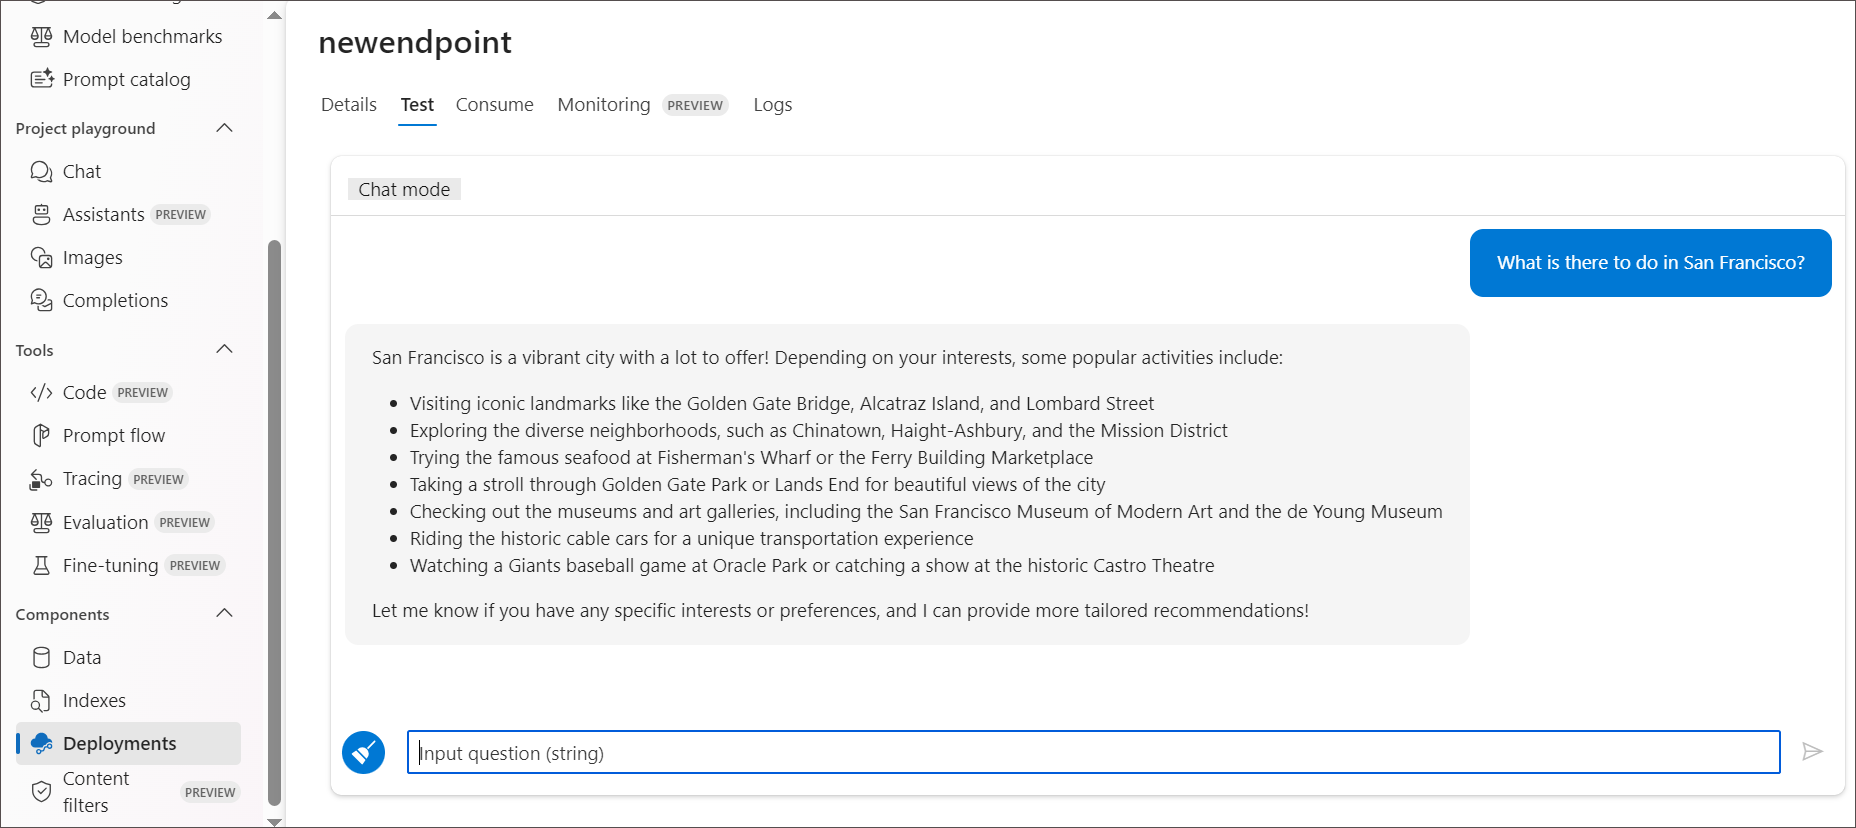 Model benchmarks
Prompt catalog
Project playground
Chat
Assistants PREVIEW
Images
Completions
Tools
Code PREVIEW
Prompt flow
Tracing PREVIEW
Evaluation PREVIEW
Fine-tuning PREVIEW
Components
Data
Indexes
Deployments
Content
filters PREVIEW
newendpoint
Details Test Consume Monitoring PREVIEW Logs
Chat mode
What is there to do in San Francisco?
San Francisco is a vibrant city with a lot to offer! Depending on your interests, some popular activities include:
• Visiting iconic landmarks like the Golden Gate Bridge, Alcatraz Island, and Lombard Street
• Exploring the diverse neighborhoods, such as Chinatown, Haight-Ashbury, and the Mission District
• Trying the famous seafood at Fisherman's Wharf or the Ferry Building Marketplace
• Taking a stroll through Golden Gate Park or Lands End for beautiful views of the city
• Checking out the museums and art galleries, including the San Francisco Museum of Modern Art and the de Young Museum
• Riding the historic cable cars for a unique transportation experience
• Watching a Giants baseball game at Oracle Park or catching a show at the historic Castro Theatre
Let me know if you have any specific interests or preferences, and I can provide more tailored recommendations!
Input question (string)